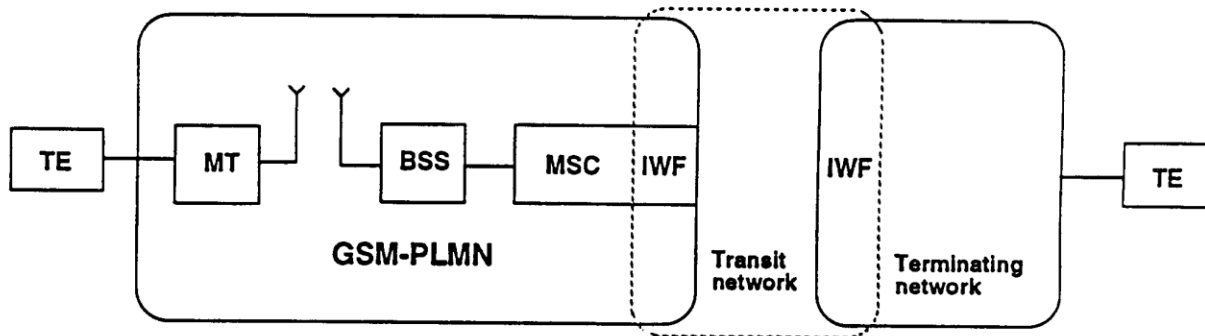 TE
MT
BSS
MSC
IWF
IWF
TE
GSM-PLMN
Transit
network
Terminating
network